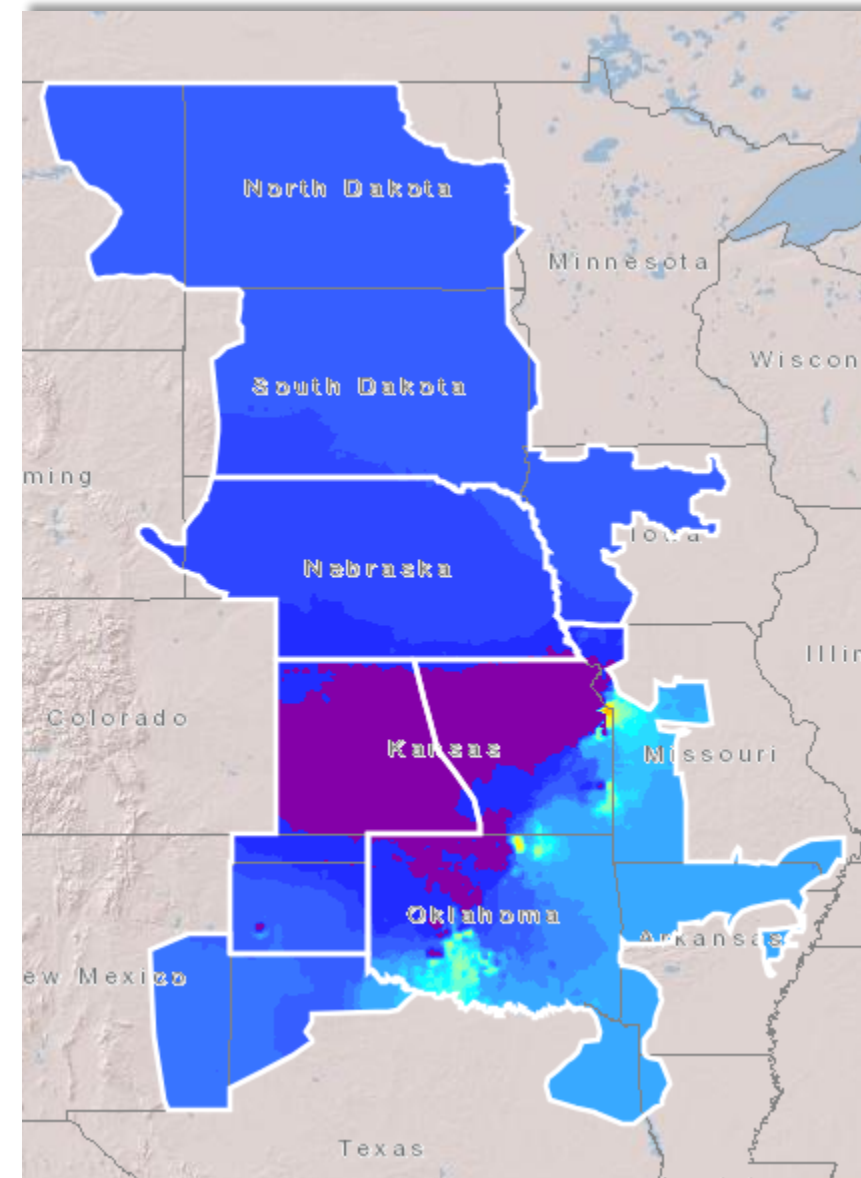 North Dakota
Minnesota
Wiscon
South Dakota
ming
Iowa
Nebraska
Illin
Colorado
Kansas
Missouri
Oklahoma
Arkansas
ew Mexico
Texas